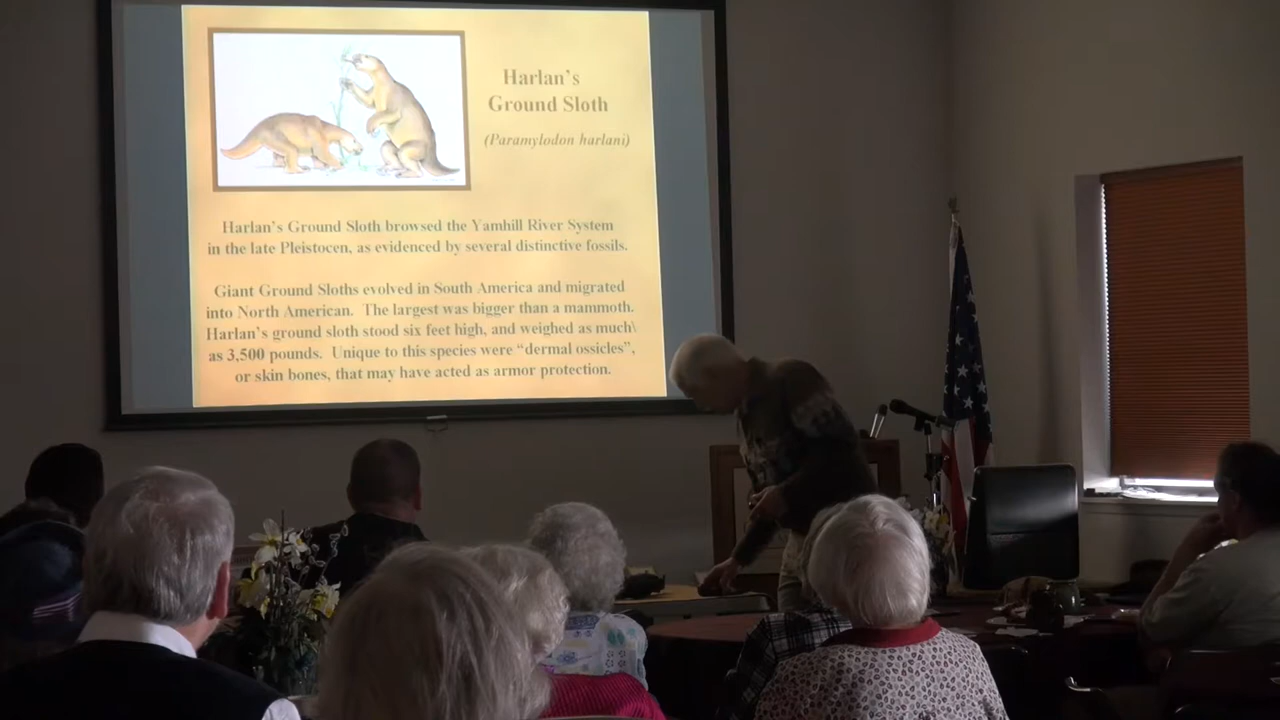 Harlan's
Ground Sloth
(Paramylodon harlani)
Harlan's Ground Sloth browsed the Yamhill River System
in the late Pleistocen, as evidenced by several distinctive fossils.
Giant Ground Sloths evolved in South America and migrated
into North American. The largest was bigger than a mammoth.
Harlan's ground sloth stood six feet high, and weighed as much\
as 3,500 pounds. Unique to this species were "dermal ossicles",
or skin bones, that may have acted as armor protection.